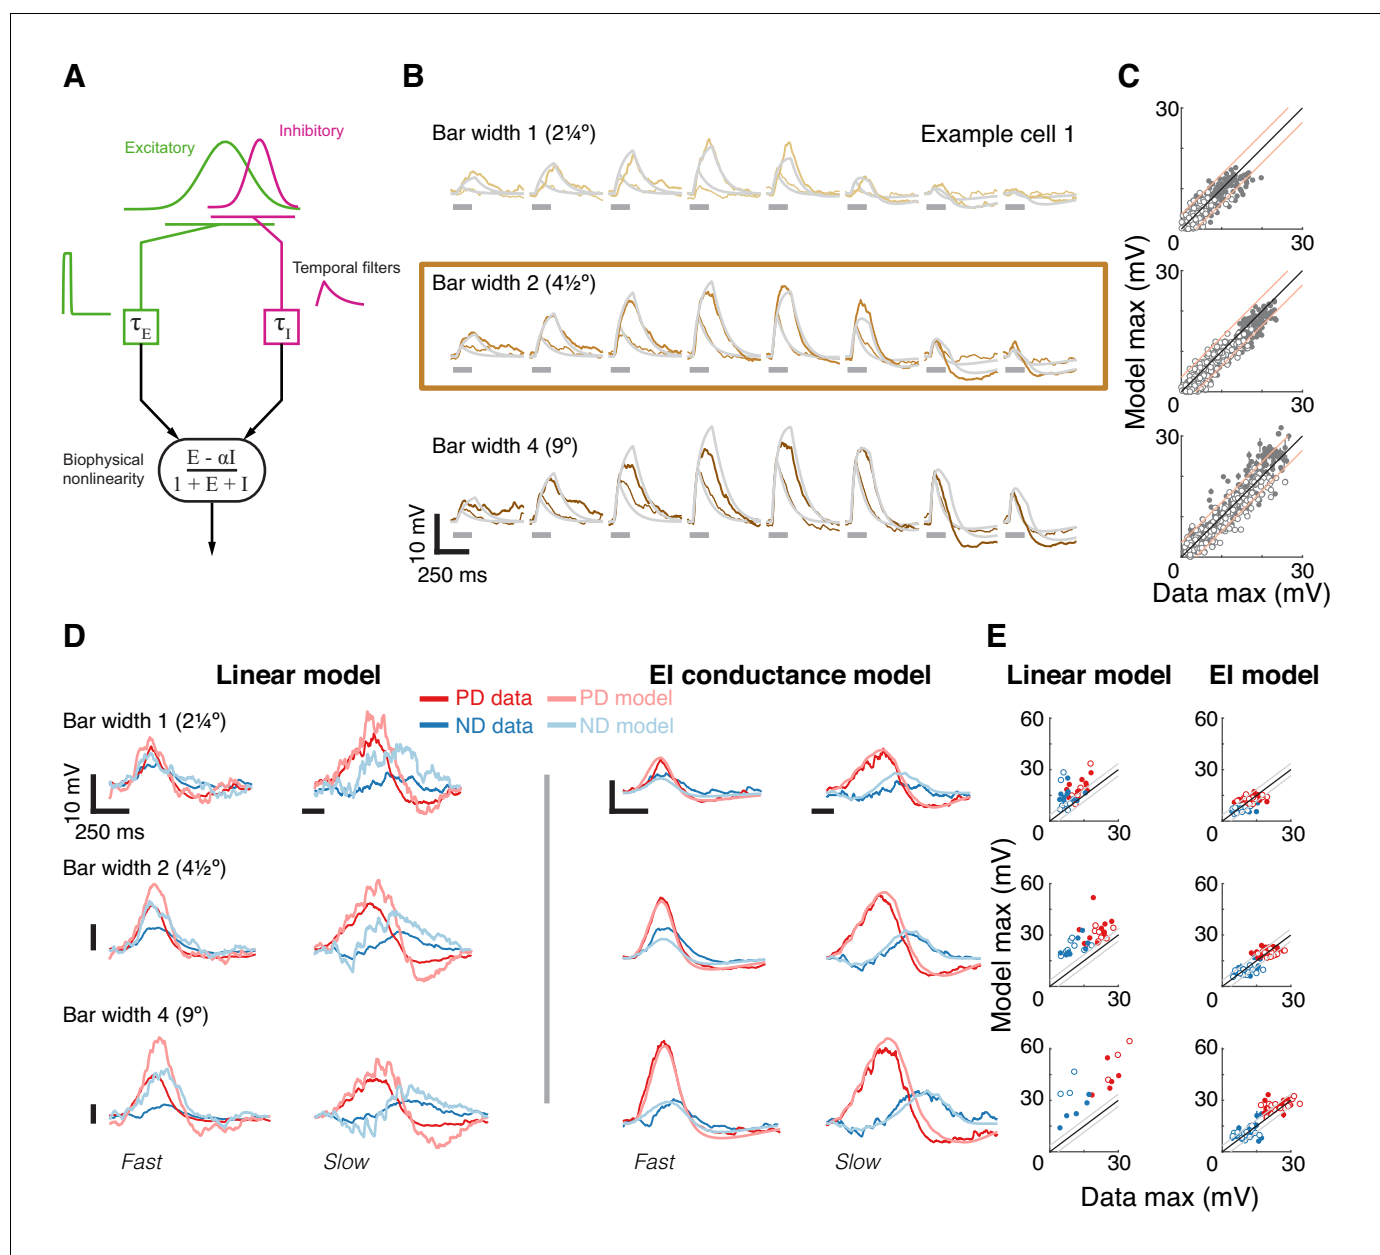 A
Excitatory
Inhibitory
Temporal filters
τE
τI
Biophysical
nonlinearity
E - αI
1 + E + I
B
Bar width 1 (2¼º)
Example cell 1
Bar width 2 (4½º)
Bar width 4 (9º)
10 mV
250 ms
C
30
0
30
30
0
30
30
0
30
Model max (mV)
Data max (mV)
D
Linear model
EI conductance model
PD data
PD model
ND data
ND model
Bar width 1 (2¼º)
10 mV
250 ms
Bar width 2 (4½º)
Bar width 4 (9º)
Fast
Slow
Fast
Slow
E
Linear model
EI model
60
30
0
30
60
30
0
30
60
30
0
30
60
30
0
30
60
30
0
30
60
30
0
30
Model max (mV)
Data max (mV)